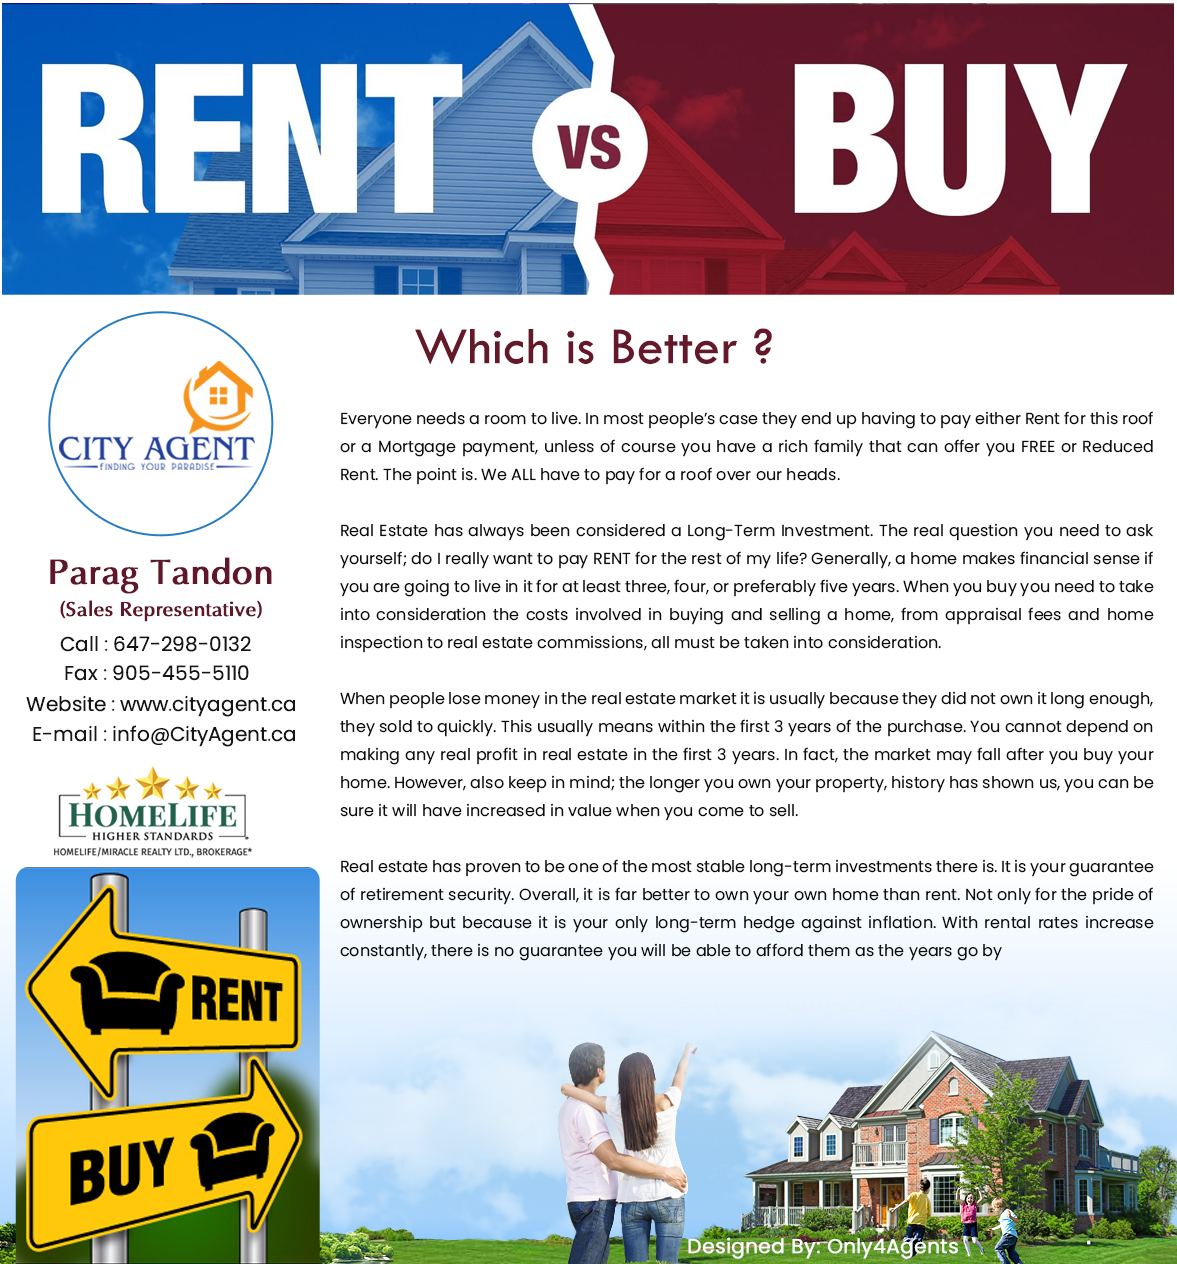 RENT VS BUY
Which is Better ?
CITY AGENT
FINDING YOUR PARADISE
Parag Tandon
(Sales Representative)
Call : 647-298-0132
Fax : 905-455-5110
Website : www.cityagent.ca
E-mail : info@CityAgent.ca
HOMELIFE
HIGHER STANDARDS
HOMELIFE/MIRACLE REALTY LTD., BROKERAGE*
RENT
BUY
Everyone needs a room to live. In most people's case they end up having to pay either Rent for this roof
or a Mortgage payment, unless of course you have a rich family that can offer you FREE or Reduced
Rent. The point is. We ALL have to pay for a roof over our heads.
Real Estate has always been considered a Long-Term Investment. The real question you need to ask
yourself; do I really want to pay RENT for the rest of my life? Generally, a home makes financial sense if
you are going to live in it for at least three, four, or preferably five years. When you buy you need to take
into consideration the costs involved in buying and selling a home, from appraisal fees and home
inspection to real estate commissions, all must be taken into consideration.
When people lose money in the real estate market it is usually because they did not own it long enough,
they sold to quickly. This usually means within the first 3 years of the purchase. You cannot depend on
making any real profit in real estate in the first 3 years. In fact, the market may fall after you buy your
home. However, also keep in mind; the longer you own your property, history has shown us, you can be
sure it will have increased in value when you come to sell.
Real estate has proven to be one of the most stable long-term investments there is. It is your guarantee
of retirement security. Overall, it is far better to own your own home than rent. Not only for the pride of
ownership but because it is your only long-term hedge against inflation. With rental rates increase
constantly, there is no guarantee you will be able to afford them as the years go by
Designed By: Only4Agents